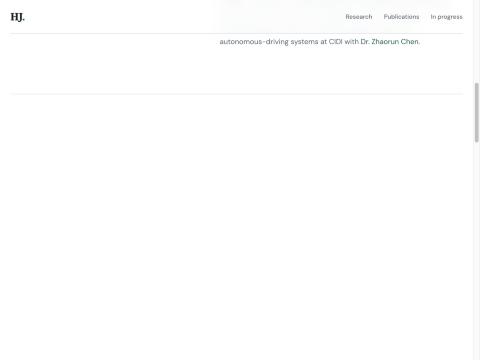 HJ.
Research Publications In progress
autonomous-driving systems at CIDI with Dr. Zhaorun Chen.